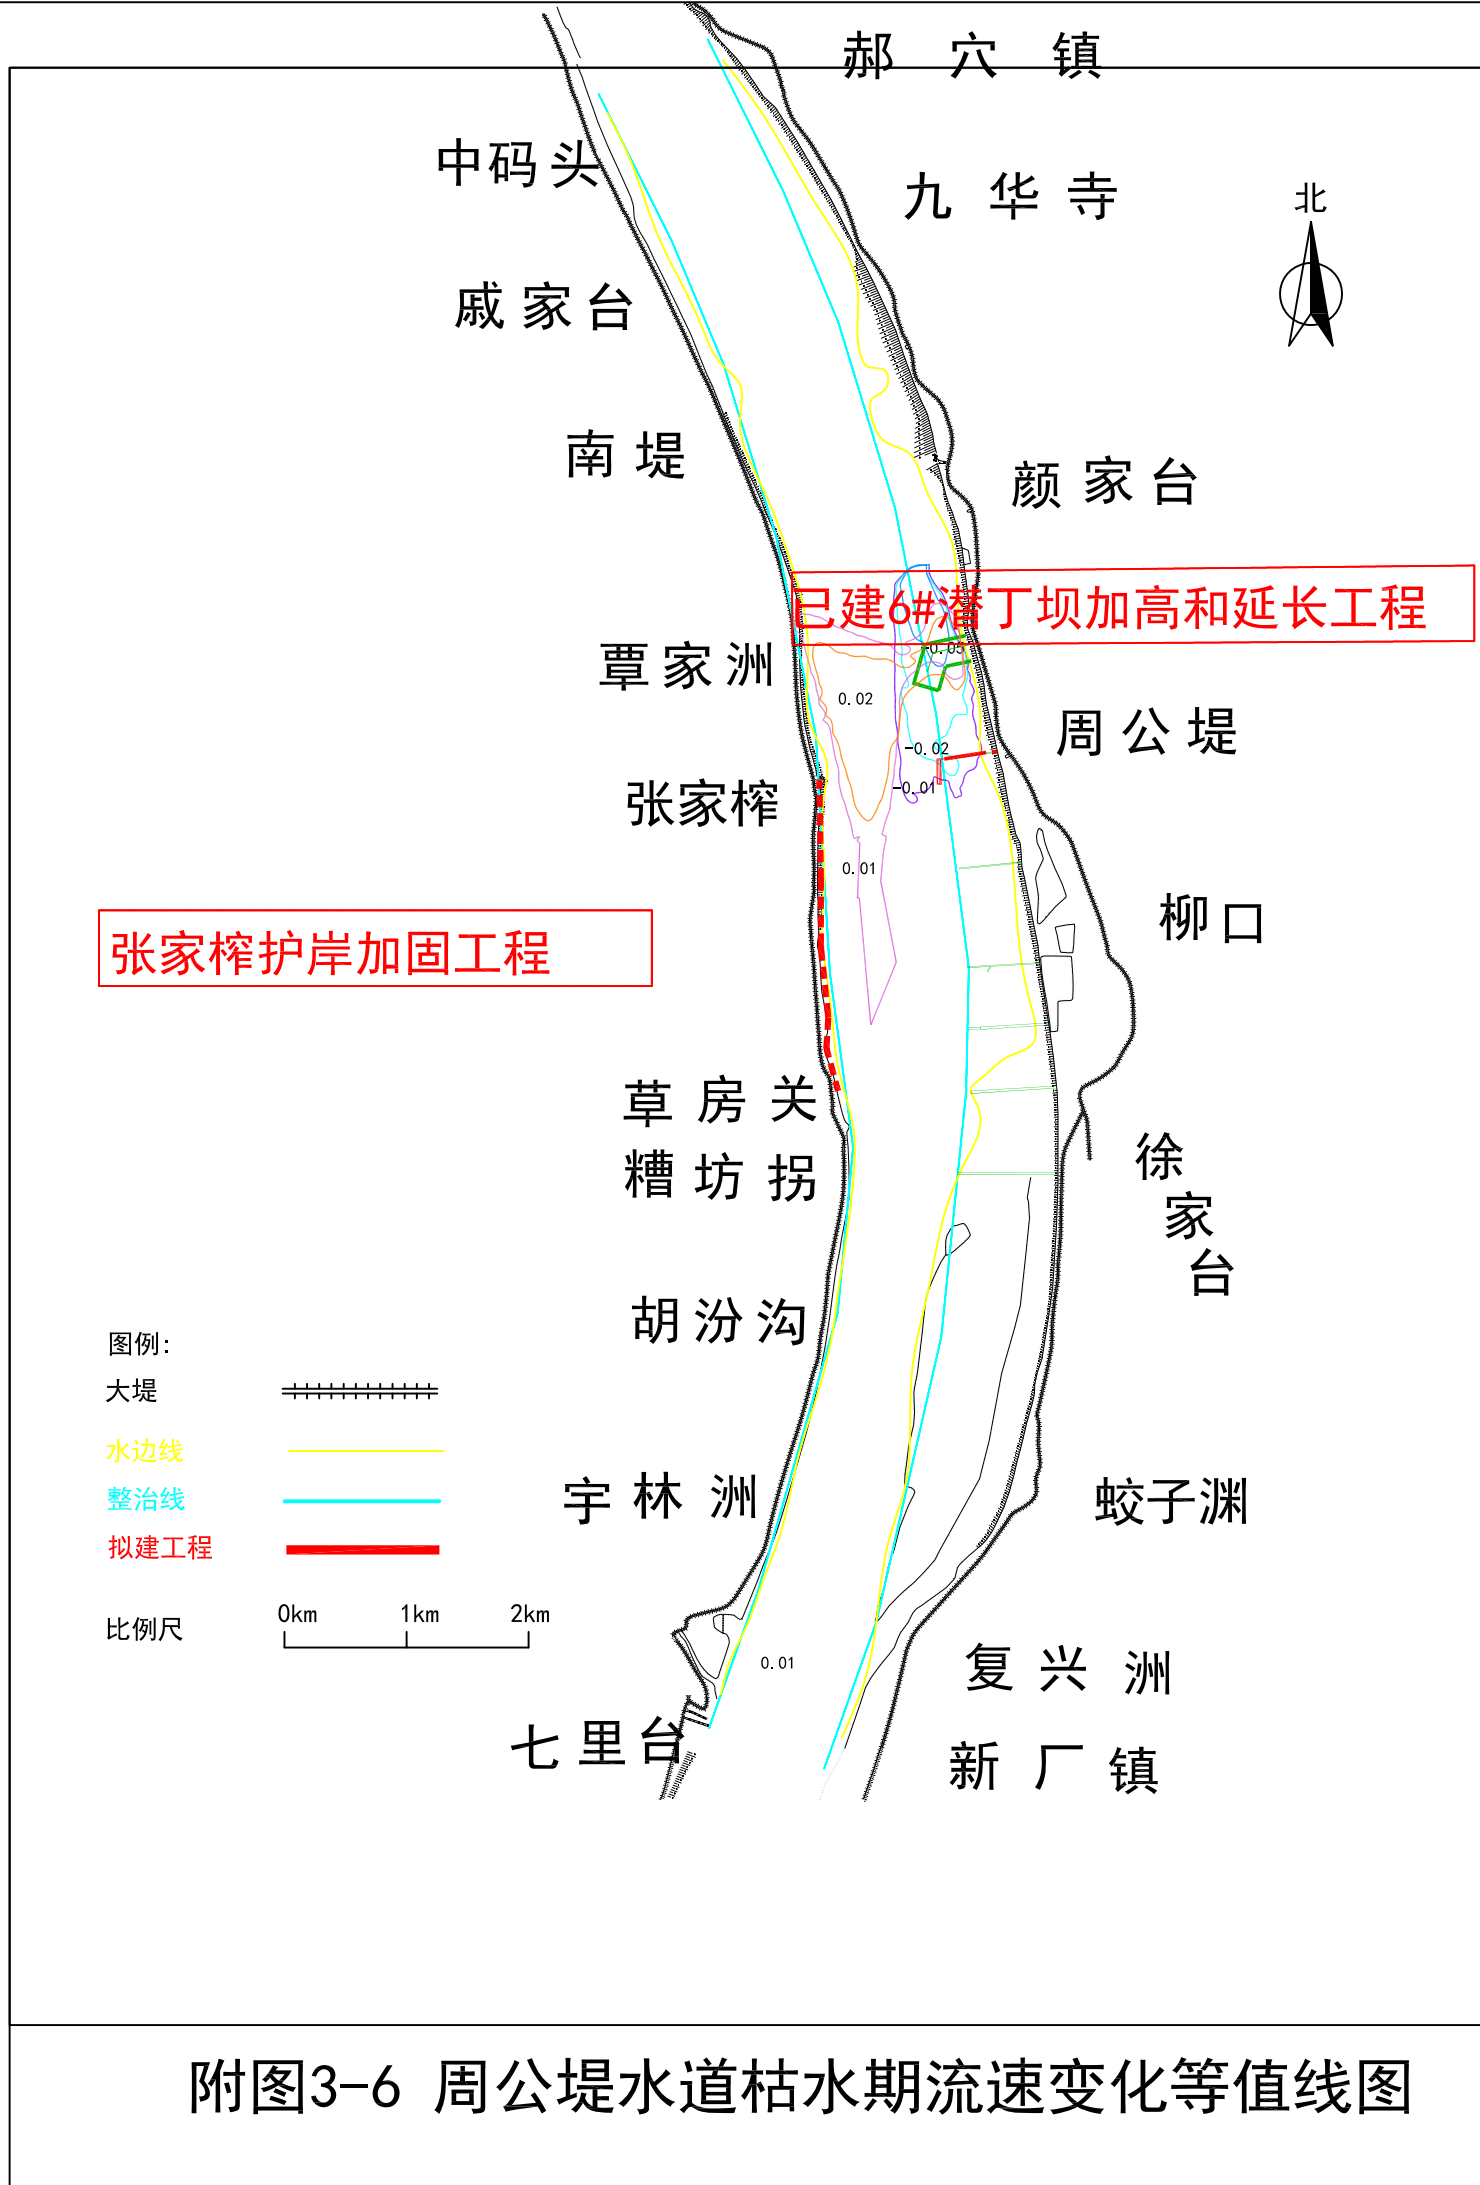 郝穴镇
中码头
九华寺
北
戚家台
南堤
颜家台
已建6#潜丁坝加高和延长工程
覃家洲
-0.05
0.02
周公堤
-0.02
张家榨
-0.01
0.01
柳口
张家榨护岸加固工程
草房关
糟坊拐
徐家台
胡汾沟
图例:
大堤
水边线
整治线
拟建工程
宇林洲
蛟子渊
比例尺
0km 1km 2km
0.01
复兴洲
七里台
新厂镇
附图3-6 周公堤水道枯水期流速变化等值线图